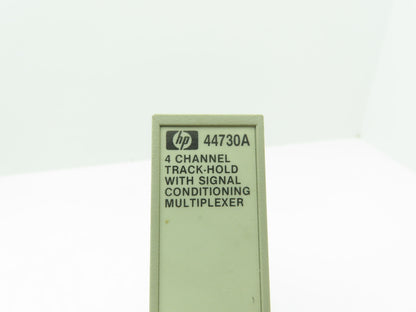 hp 44730A
4 CHANNEL
TRACK-HOLD
WITH SIGNAL
CONDITIONING
MULTIPLEXER